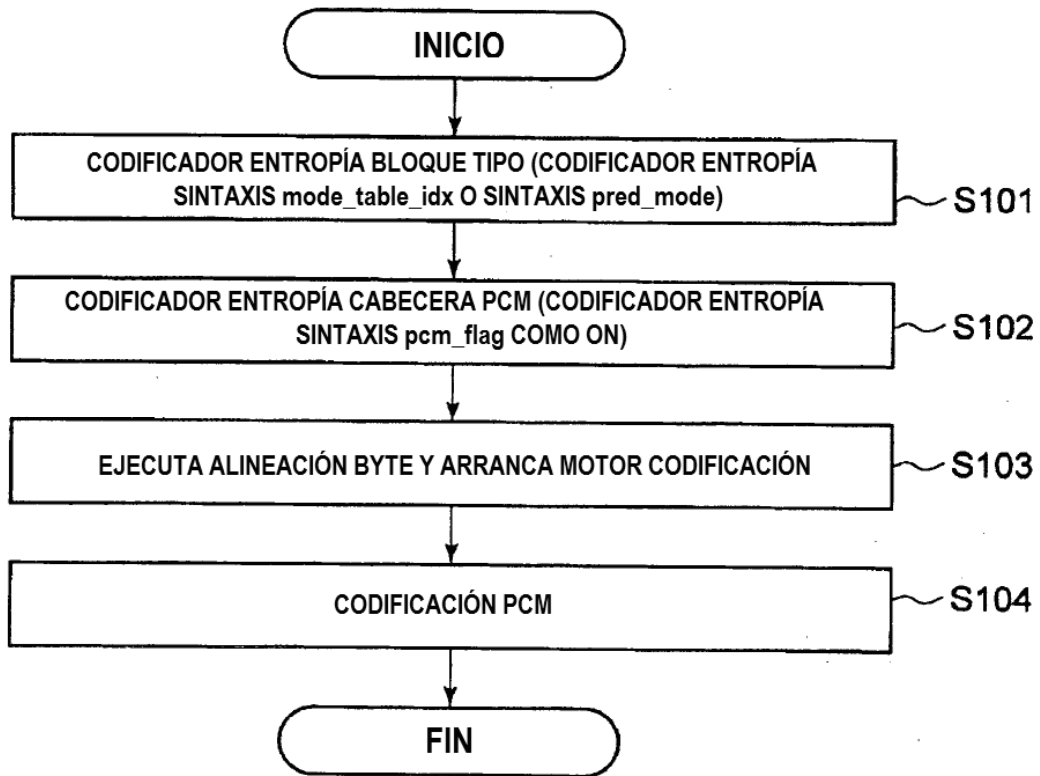 INICIO
CODIFICADOR ENTROPÍA BLOQUE TIPO (CODIFICADOR ENTROPÍA
SINTAXIS mode_table_idx O SINTAXIS pred_mode)
S101
CODIFICADOR ENTROPÍA CABECERA PCM (CODIFICADOR ENTROPÍA
SINTAXIS pcm_flag COMO ON)
S102
EJECUTA ALINEACIÓN BYTE Y ARRANCA MOTOR CODIFICACIÓN
S103
CODIFICACIÓN PCM
S104
FIN